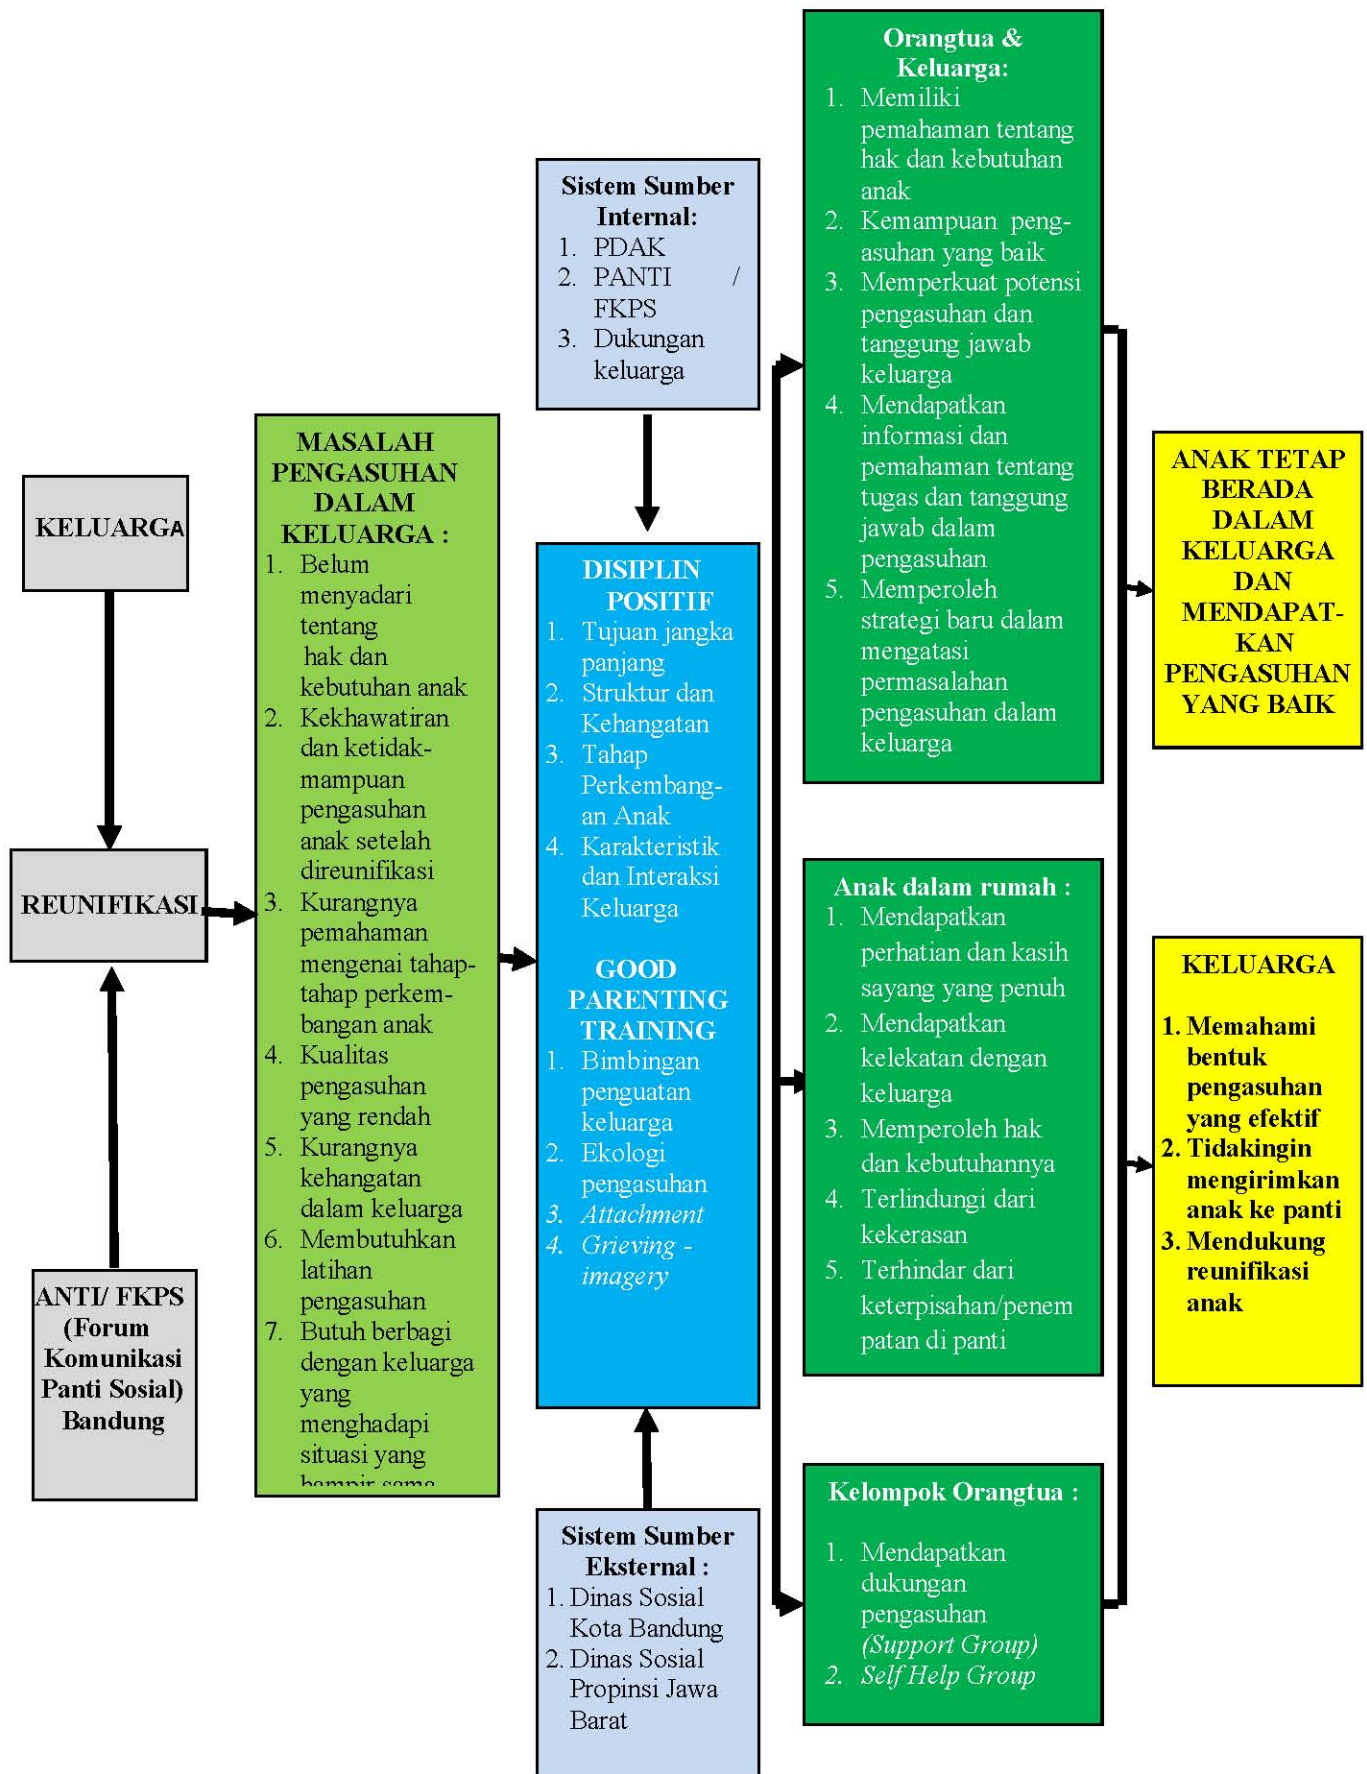 KELUARGA
REUNIFIKASI
ANTI/ FKPS
(Forum
Komunikasi
Panti Sosial)
Bandung
MASALAH
PENGASUHAN
DALAM
KELUARGA :
1. Belum
menyadari
tentang
hak dan
kebutuhan anak
2. Kekhawatiran
dan ketidak-
mampuan
pengasuhan
anak setelah
direunifikasi
3. Kurangnya
pemahaman
mengenai tahap-
tahap perkem-
bangan anak
4. Kualitas
pengasuhan
yang rendah
5. Kurangnya
kehangatan
dalam keluarga
6. Membutuhkan
latihan
pengasuhan
7. Butuh berbagi
dengan keluarga
yang
menghadapi
situasi yang
hampir sama
Sistem Sumber
Internal:
1. PDAK
2. PANTI /
FKPS
3. Dukungan
keluarga
DISIPLIN
POSITIF
1. Tujuan jangka
panjang
2. Struktur dan
Kehangatan
3. Tahap
Perkembang-
an Anak
4. Karakteristik
dan Interaksi
Keluarga
GOOD
PARENTING
TRAINING
1. Bimbingan
penguatan
keluarga
2. Ekologi
pengasuhan
3. Attachment
4. Grieving -
imagery
Sistem Sumber
Eksternal :
1. Dinas Sosial
Kota Bandung
2. Dinas Sosial
Propinsi Jawa
Barat
Orangtua &
Keluarga:
1. Memiliki
pemahaman tentang
hak dan kebutuhan
anak
2. Kemampuan peng-
asuhan yang baik
3. Memperkuat potensi
pengasuhan dan
tanggung jawab
keluarga
4. Mendapatkan
informasi dan
pemahaman tentang
tugas dan tanggung
jawab dalam
pengasuhan
5. Memperoleh
strategi baru dalam
mengatasi
permasalahan
pengasuhan dalam
keluarga
Anak dalam rumah :
1. Mendapatkan
perhatian dan kasih
sayang yang penuh
2. Mendapatkan
kelekatan dengan
keluarga
3. Memperoleh hak
dan kebutuhannya
4. Terlindungi dari
kekerasan
5. Terhindar dari
keterpisahan/penem
patan di panti
Kelompok Orangtua :
1. Mendapatkan
dukungan
pengasuhan
(Support Group)
2. Self Help Group
ANAK TETAP
BERADA
DALAM
KELUARGA
DAN
MENDAPAT-
KAN
PENGASUHAN
YANG BAIK
KELUARGA
1. Memahami
bentuk
pengasuhan
yang efektif
2. Tidakingin
mengirimkan
anak ke panti
3. Mendukung
reunifikasi
anak